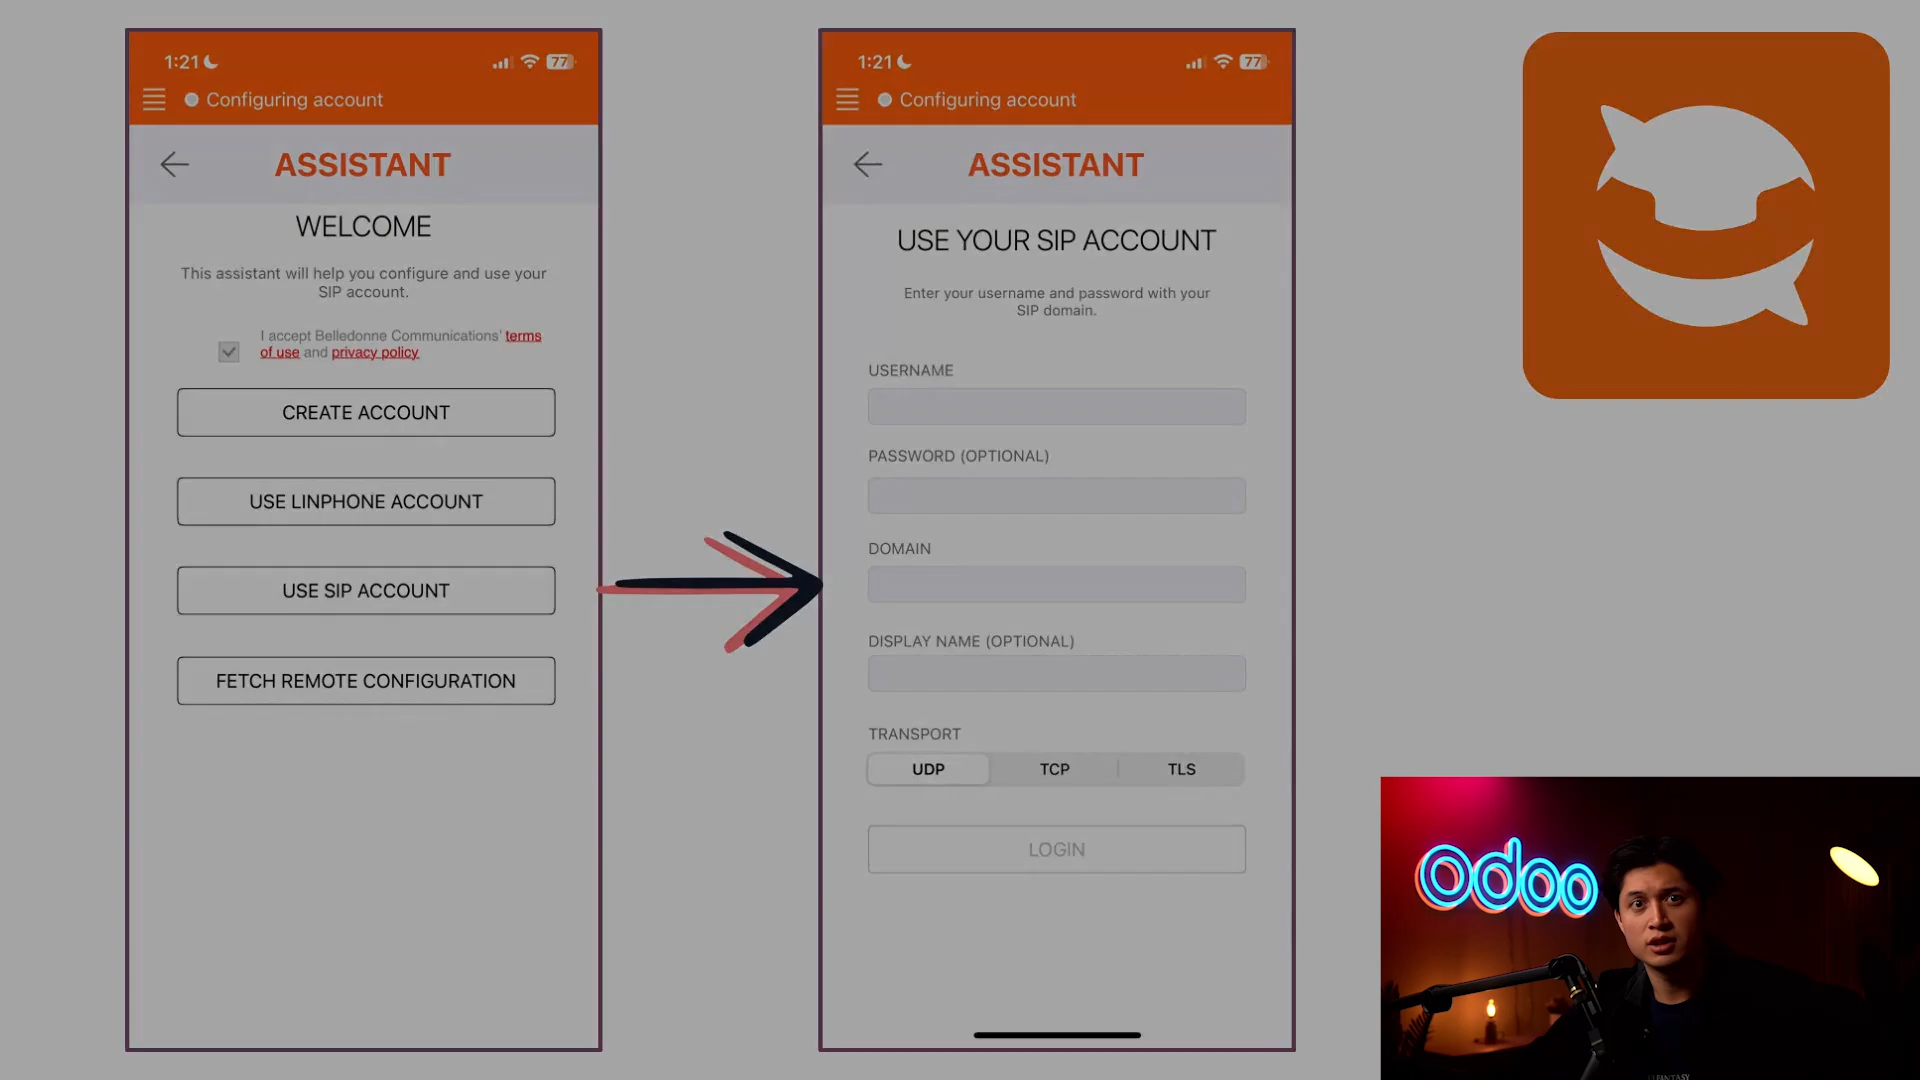 1:21
77
Configuring account
ASSISTANT
WELCOME
This assistant will help you configure and use your
SIP account.
I accept Belledonne Communications' terms
of use and privacy policy
CREATE ACCOUNT
USE LINPHONE ACCOUNT
USE SIP ACCOUNT
FETCH REMOTE CONFIGURATION
1:21
77
Configuring account
ASSISTANT
USE YOUR SIP ACCOUNT
Enter your username and password with your
SIP domain.
USERNAME
PASSWORD (OPTIONAL)
DOMAIN
DISPLAY NAME (OPTIONAL)
TRANSPORT
UDP
TCP
TLS
LOGIN
odoo